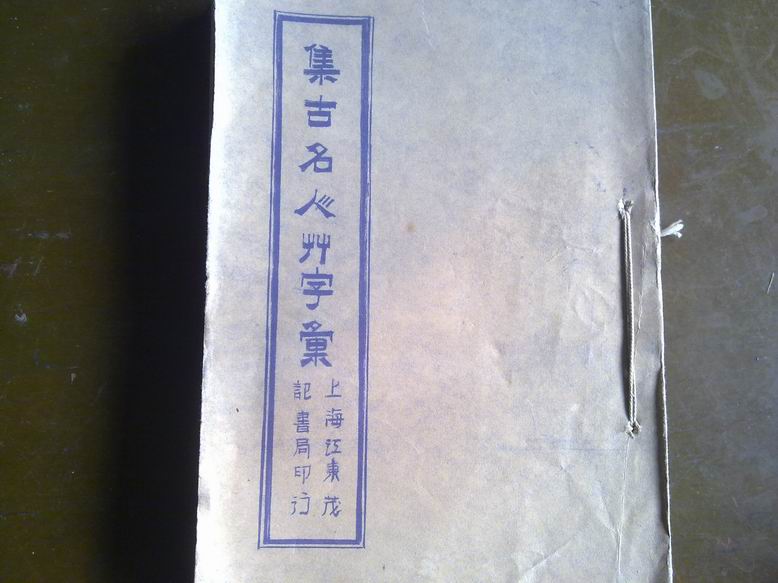 集古名人艸字彙
上海江東茂
記書局印行